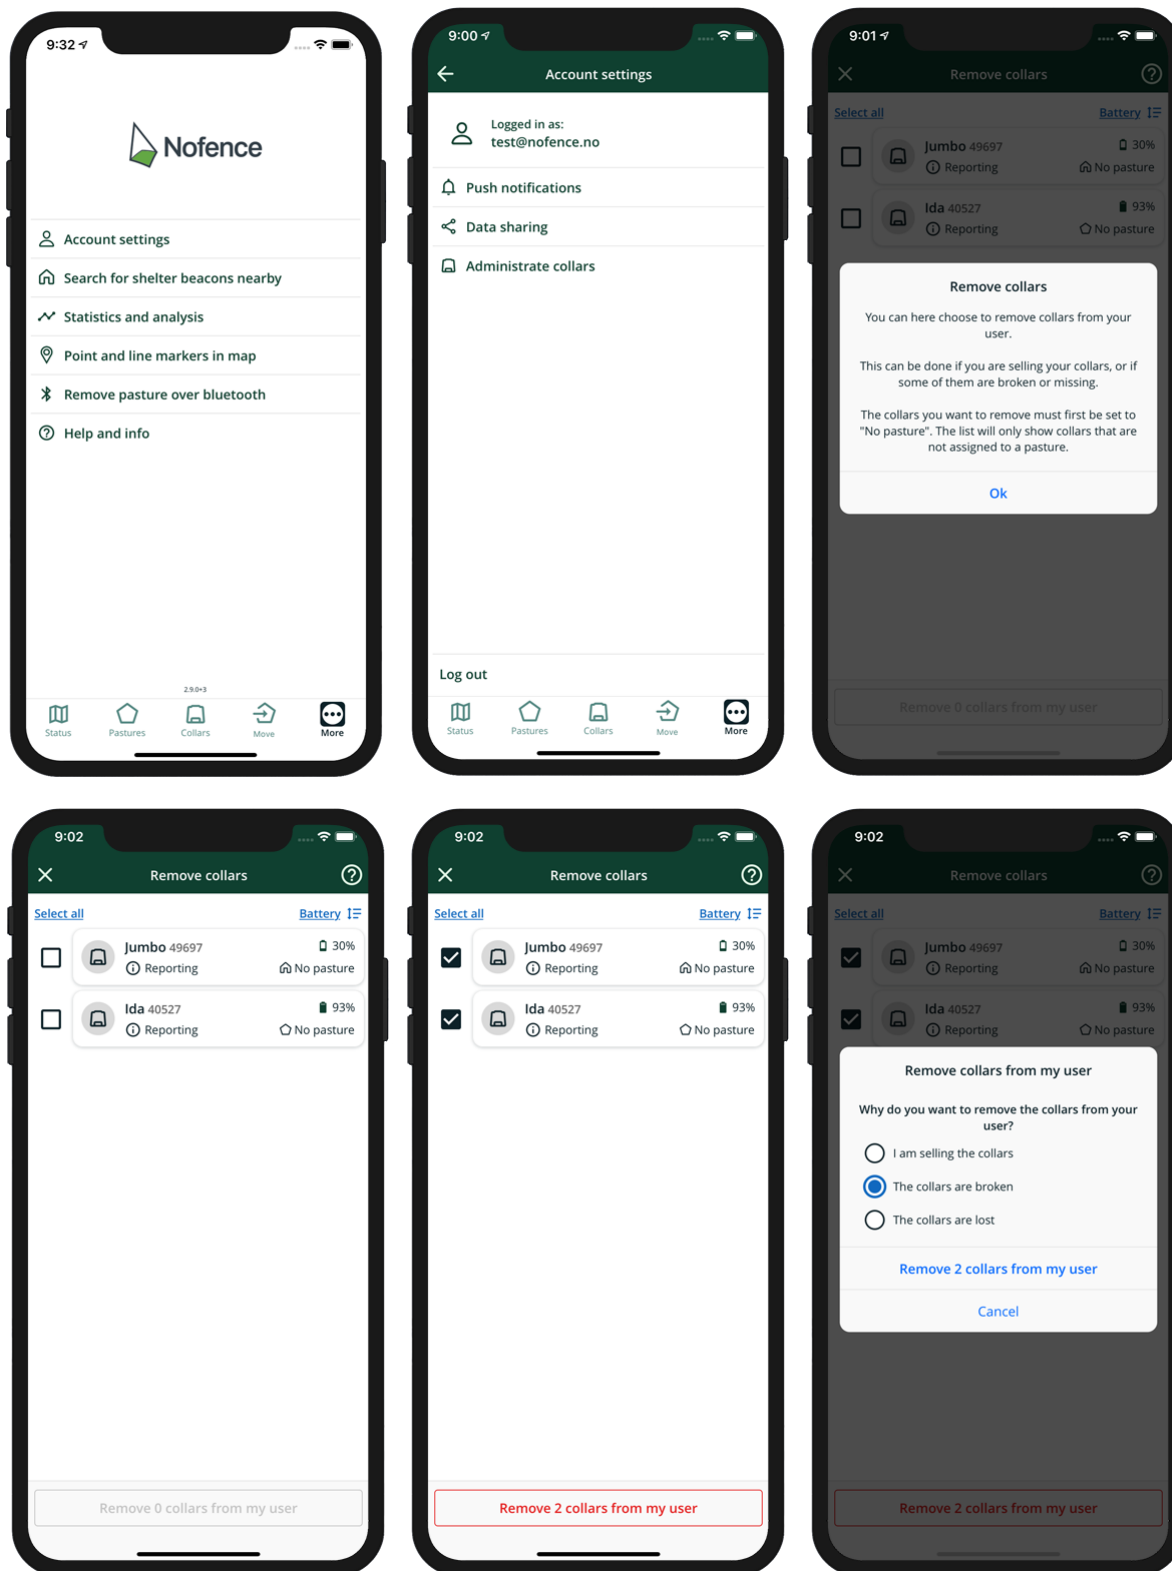 9:32
Nofence
Account settings
Search for shelter beacons nearby
Statistics and analysis
Point and line markers in map
Remove pasture over bluetooth
Help and info
2.9.0+3
Status Pastures Collars Move More
9:00
Account settings
Logged in as:
test@nofence.no
Push notifications
Data sharing
Administrate collars
Log out
Status Pastures Collars Move More
9:01
Remove collars
Select all Battery
Jumbo 49697 30%
Reporting No pasture
Ida 40527 93%
Reporting No pasture
Remove collars
You can here choose to remove collars from your
user.
This can be done if you are selling your collars, or if
some of them are broken or missing.
The collars you want to remove must first be set to
"No pasture". The list will only show collars that are
not assigned to a pasture.
Ok
Remove 0 collars from my user
9:02
Remove collars
Select all Battery
Jumbo 49697 30%
Reporting No pasture
Ida 40527 93%
Reporting No pasture
Remove 0 collars from my user
9:02
Remove collars
Select all Battery
Jumbo 49697 30%
Reporting No pasture
Ida 40527 93%
Reporting No pasture
Remove 2 collars from my user
9:02
Remove collars
Select all Battery
Jumbo 49697 30%
Reporting No pasture
Ida 40527 93%
Reporting No pasture
Remove collars from my user
Why do you want to remove the collars from your
user?
I am selling the collars
The collars are broken
The collars are lost
Remove 2 collars from my user
Cancel
Remove 2 collars from my user